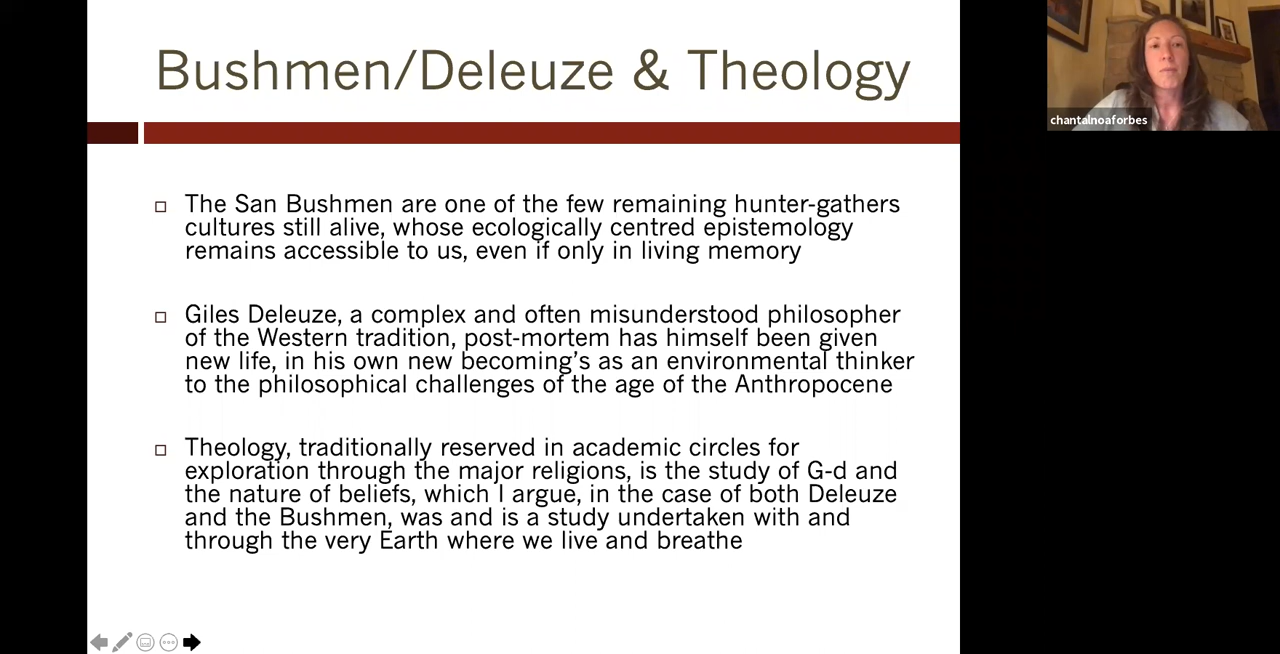 Bushmen/Deleuze & Theology
chantalnoaforbes
The San Bushmen are one of the few remaining hunter-gathers
cultures still alive, whose ecologically centred epistemology
remains accessible to us, even if only in living memory
Giles Deleuze, a complex and often misunderstood philosopher
of the Western tradition, post-mortem has himself been given
new life, in his own new becoming's as an environmental thinker
to the philosophical challenges of the age of the Anthropocene
Theology, traditionally reserved in academic circles for
exploration through the major religions, is the study of G-d and
the nature of beliefs, which I argue, in the case of both Deleuze
and the Bushmen, was and is a study undertaken with and
through the very Earth where we live and breathe